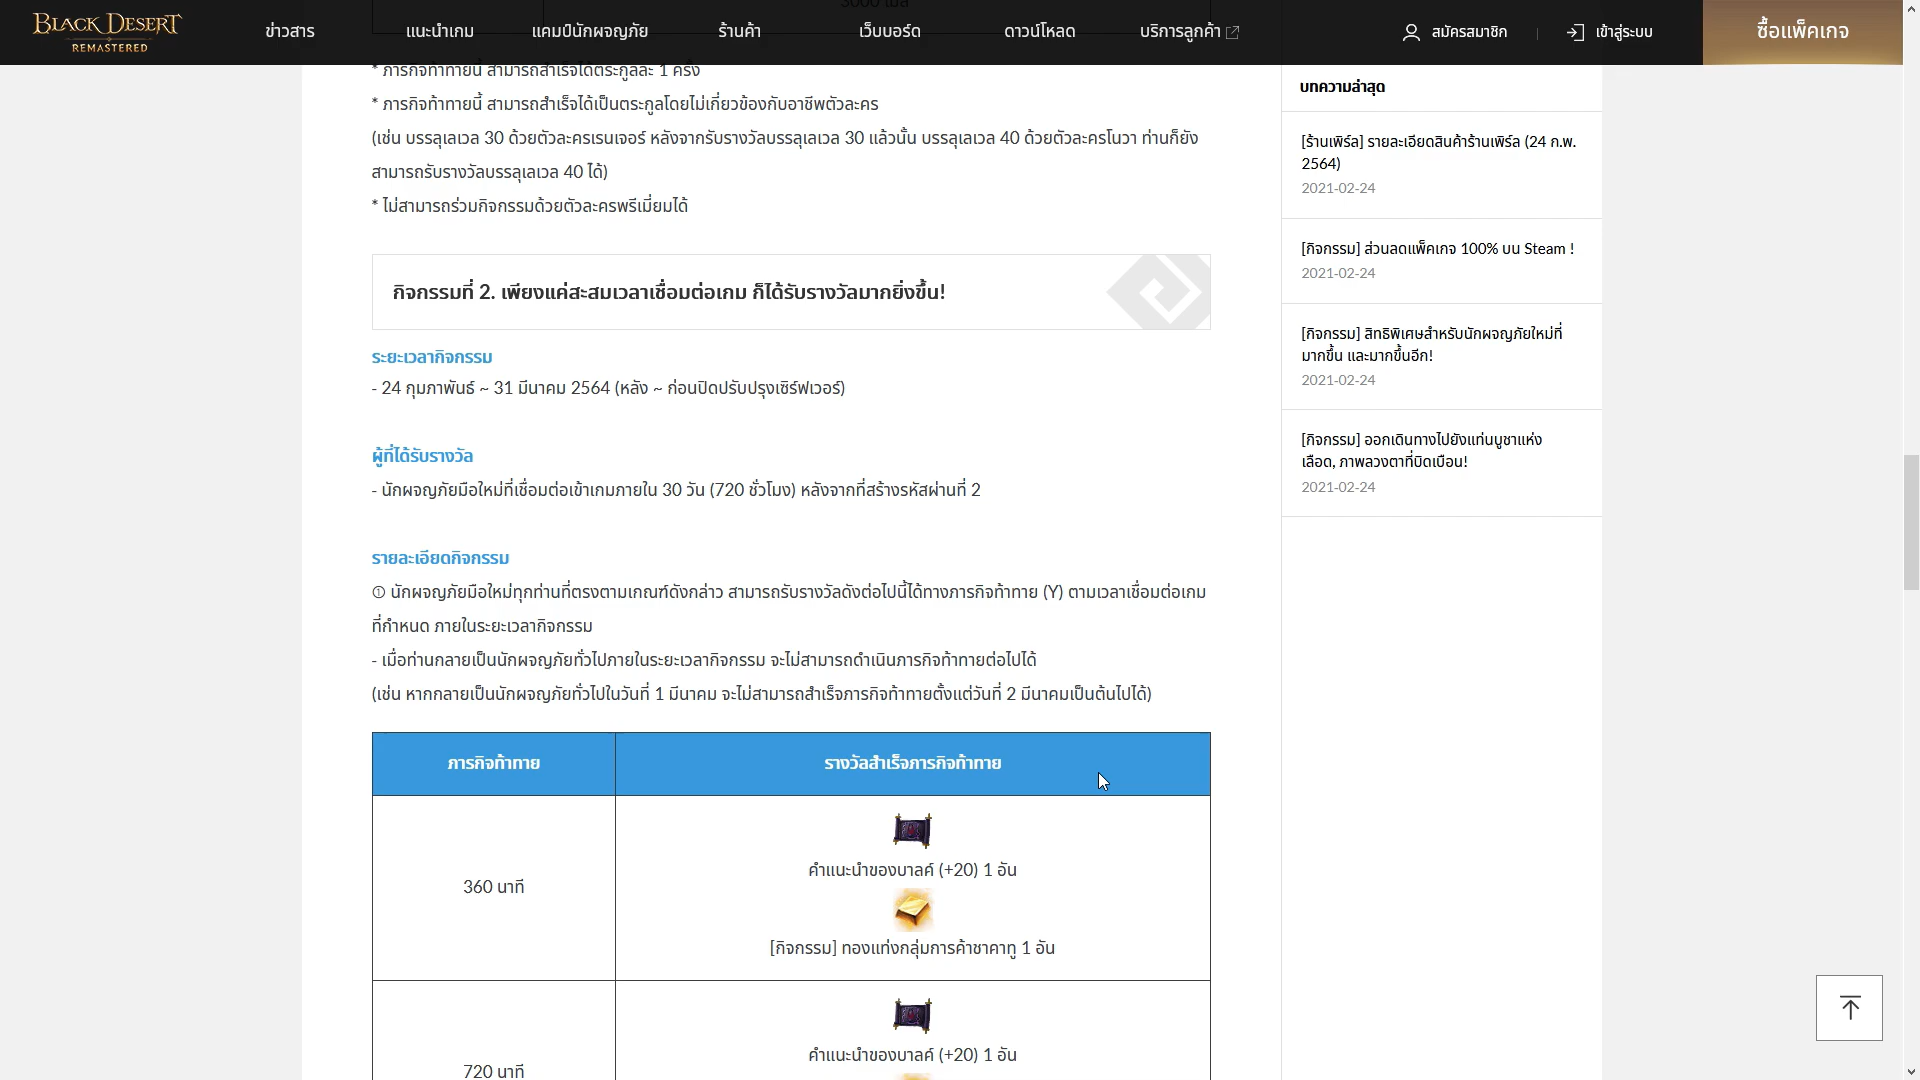 BLACK DESERT
REMASTERED
ข่าวสาร
แนะนำเกม
แคมป์นักผจญภัย
ร้านค้า
เว็บบอร์ด
ดาวน์โหลด
บริการลูกค้า
สมัครสมาชิก
เข้าสู่ระบบ
ซื้อแพ็คเกจ
* ภารกิจท้าทายนี้ สามารถสำเร็จได้ตระกูลละ 1 ครั้ง
* ภารกิจท้าทายนี้ สามารถสำเร็จได้เป็นตระกูลโดยไม่เกี่ยวข้องกับอาชีพตัวละคร
(เช่น บรรลุเลเวล 30 ด้วยตัวละครเรนเจอร์ หลังจากรับรางวัลบรรลุเลเวล 30 แล้วนั้น บรรลุเลเวล 40 ด้วยตัวละครโนวา ท่านก็ยัง
สามารถรับรางวัลบรรลุเลเวล 40 ได้)
* ไม่สามารถร่วมกิจกรรมด้วยตัวละครพรีเมี่ยมได้
กิจกรรมที่ 2. เพียงแค่สะสมเวลาเชื่อมต่อเกม ก็ได้รับรางวัลมากยิ่งขึ้น!
ระยะเวลากิจกรรม
- 24 กุมภาพันธ์ ~ 31 มีนาคม 2564 (หลัง ~ ก่อนปิดปรับปรุงเซิร์ฟเวอร์)
ผู้ที่ได้รับรางวัล
- นักผจญภัยมือใหม่ที่เชื่อมต่อเข้าเกมภายใน 30 วัน (720 ชั่วโมง) หลังจากที่สร้างรหัสผ่านที่ 2
รายละเอียดกิจกรรม
① นักผจญภัยมือใหม่ทุกท่านที่ตรงตามเกณฑ์ดังกล่าว สามารถรับรางวัลดังต่อไปนี้ได้ทางภารกิจท้าทาย (Y) ตามเวลาเชื่อมต่อเกม
ที่กำหนด ภายในระยะเวลากิจกรรม
- เมื่อท่านกลายเป็นนักผจญภัยทั่วไปภายในระยะเวลากิจกรรม จะไม่สามารถดำเนินภารกิจท้าทายต่อไปได้
(เช่น หากกลายเป็นนักผจญภัยทั่วไปในวันที่ 1 มีนาคม จะไม่สามารถสำเร็จภารกิจท้าทายตั้งแต่วันที่ 2 มีนาคมเป็นต้นไปได้)
ภารกิจท้าทาย
รางวัลสำเร็จภารกิจท้าทาย
360 นาที
คำแนะนำของบาลค์ (+20) 1 อัน
[กิจกรรม] ทองแท่งกลุ่มการค้าชาคาทู 1 อัน
720 นาที
คำแนะนำของบาลค์ (+20) 1 อัน
บทความล่าสุด
[ร้านเพิร์ล] รายละเอียดสินค้าร้านเพิร์ล (24 ก.พ.
2564)
2021-02-24
[กิจกรรม] ส่วนลดแพ็คเกจ 100% บน Steam !
2021-02-24
[กิจกรรม] สิทธิพิเศษสำหรับนักผจญภัยใหม่ที่
มากขึ้น และมากขึ้นอีก!
2021-02-24
[กิจกรรม] ออกเดินทางไปยังแท่นบูชาแห่ง
เลือด, ภาพลวงตาที่บิดเบือน!
2021-02-24